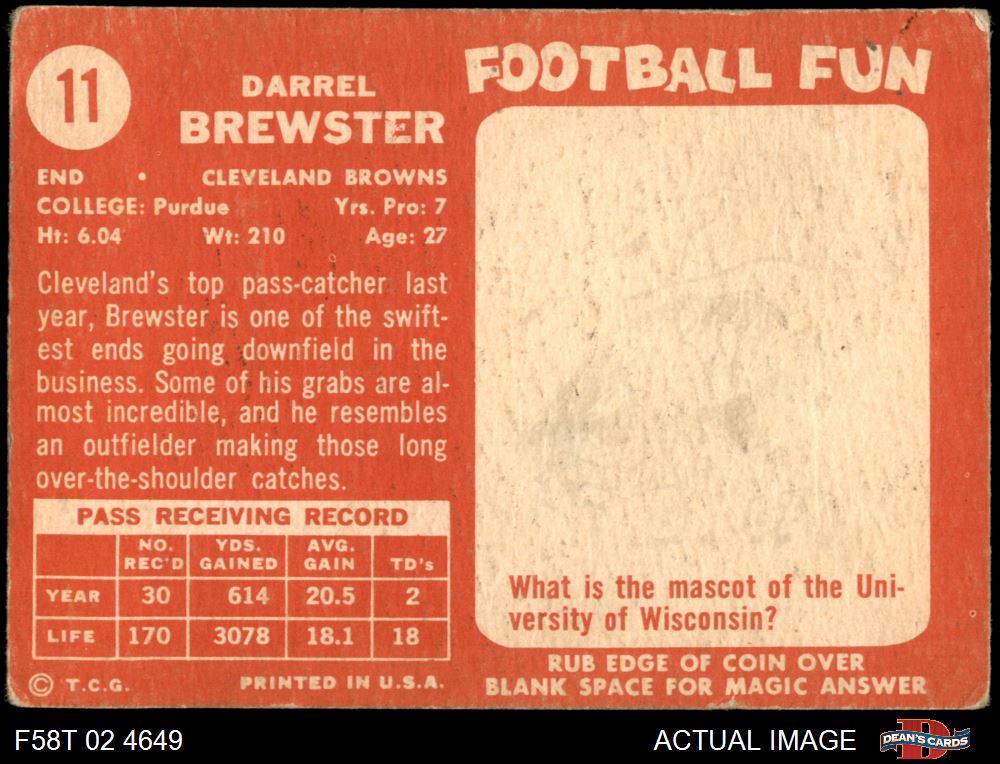 11
DARREL
BREWSTER
END • CLEVELAND BROWNS
COLLEGE: Purdue Yrs. Pro: 7
Ht: 6.04 Wt: 210 Age: 27
Cleveland's top pass-catcher last
year, Brewster is one of the swift-
est ends going downfield in the
business. Some of his grabs are al-
most incredible, and he resembles
an outfielder making those long
over-the-shoulder catches.
PASS RECEIVING RECORD
NO. REC'D YDS. GAINED AVG. GAIN TD's
YEAR 30 614 20.5 2
LIFE 170 3078 18.1 18
© T.C.G. PRINTED IN U.S.A.
FOOTBALL FUN
What is the mascot of the Uni-
versity of Wisconsin?
RUB EDGE OF COIN OVER
BLANK SPACE FOR MAGIC ANSWER
F58T 02 4649
ACTUAL IMAGE
D
DEAN'S CARDS